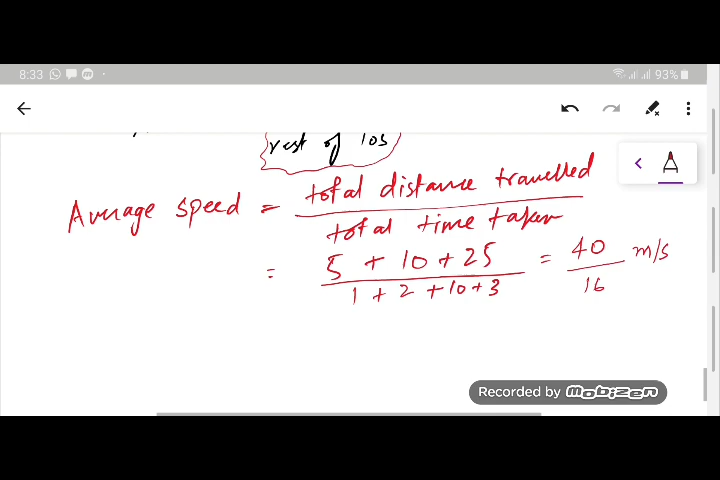 8:33 93%
rest of 10s
Average speed = total distance travelled / total time taken
= 5 + 10 + 25 / 1 + 2 + 10 + 3 = 40 / 16 m/s
Recorded by mobizen